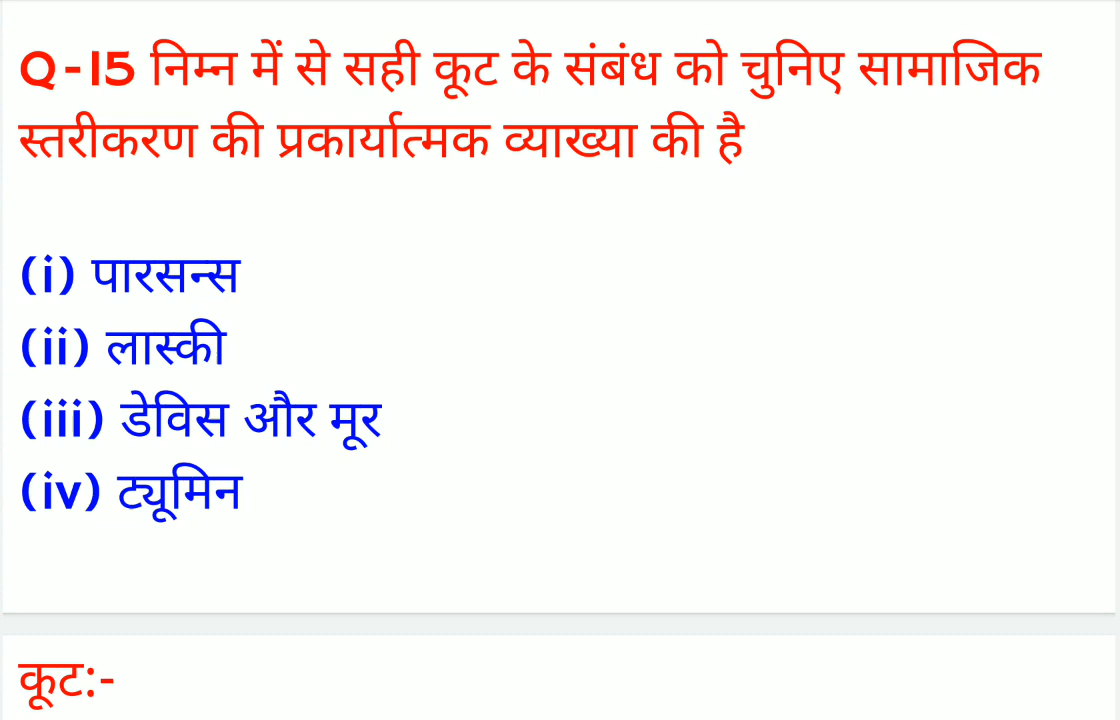 Q-15 निम्न में से सही कूट के संबंध को चुनिए सामाजिक
स्तरीकरण की प्रकार्यात्मक व्याख्या की है
(i) पारसन्स
(ii) लास्की
(iii) डेविस और मूर
(iv) ट्यूमिन
कूट:-